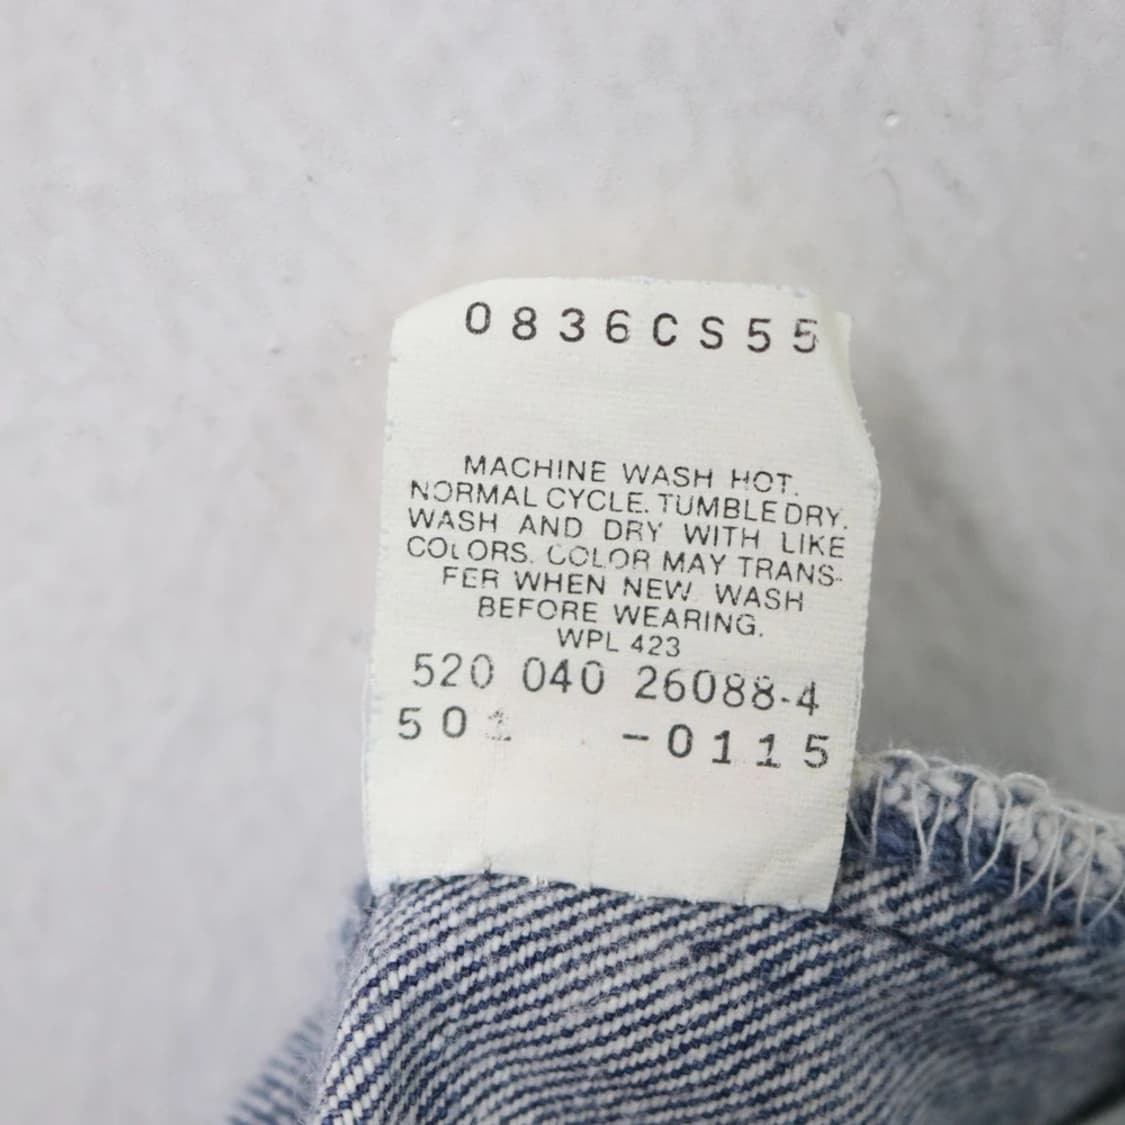 0836CS55
MACHINE WASH HOT.
NORMAL CYCLE. TUMBLE DRY.
WASH AND DRY WITH LIKE
COLORS. COLOR MAY TRANS-
FER WHEN NEW. WASH
BEFORE WEARING.
WPL 423
520 040 26088-4
501 -0115